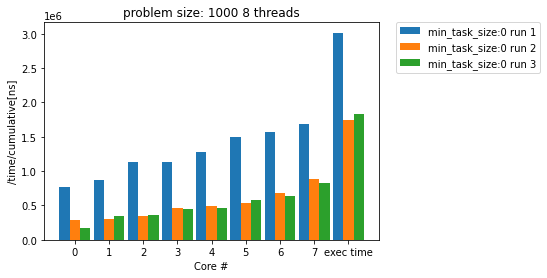 problem size: 1000 8 threads
1e6
3.0
2.5
2.0
1.5
1.0
0.5
0.0
/time/cumulative[ns]
0 1 2 3 4 5 6 7 exec time
Core #
min_task_size:0 run 1
min_task_size:0 run 2
min_task_size:0 run 3